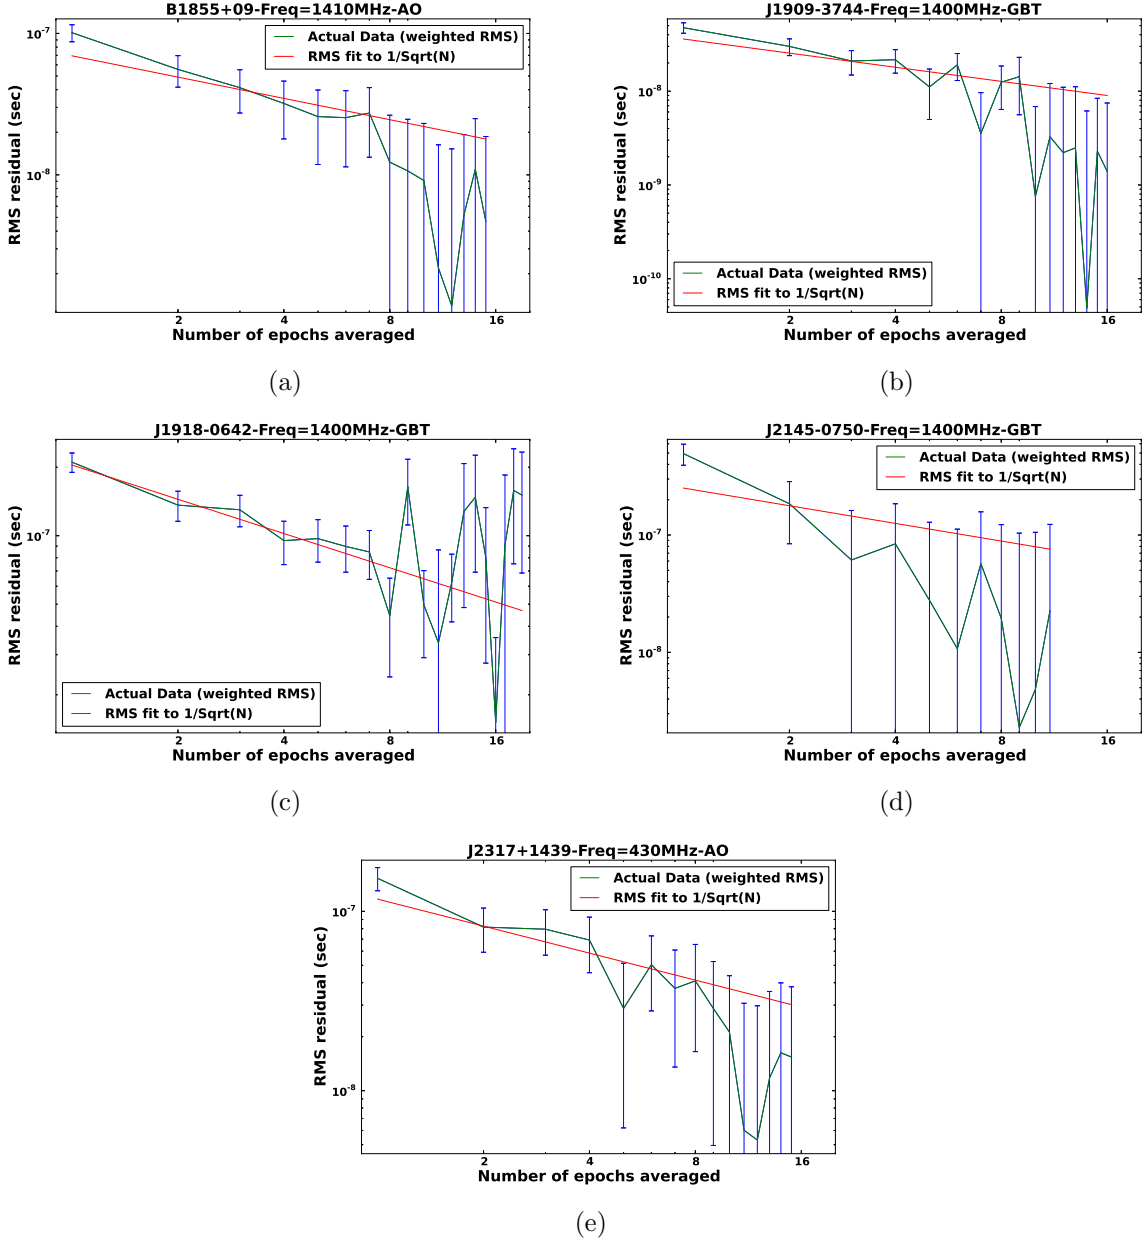 B1855+09-Freq=1410MHz-AO
RMS residual (sec)
10⁻⁷
10⁻⁸
Actual Data (weighted RMS)
RMS fit to 1/Sqrt(N)
2 4 8 16
Number of epochs averaged
(a)
J1909-3744-Freq=1400MHz-GBT
RMS residual (sec)
10⁻⁸
10⁻⁹
10⁻¹⁰
Actual Data (weighted RMS)
RMS fit to 1/Sqrt(N)
2 4 8 16
Number of epochs averaged
(b)
J1918-0642-Freq=1400MHz-GBT
RMS residual (sec)
10⁻⁷
Actual Data (weighted RMS)
RMS fit to 1/Sqrt(N)
2 4 8 16
Number of epochs averaged
(c)
J2145-0750-Freq=1400MHz-GBT
RMS residual (sec)
10⁻⁷
10⁻⁸
Actual Data (weighted RMS)
RMS fit to 1/Sqrt(N)
2 4 8 16
Number of epochs averaged
(d)
J2317+1439-Freq=430MHz-AO
RMS residual (sec)
10⁻⁷
10⁻⁸
Actual Data (weighted RMS)
RMS fit to 1/Sqrt(N)
2 4 8 16
Number of epochs averaged
(e)